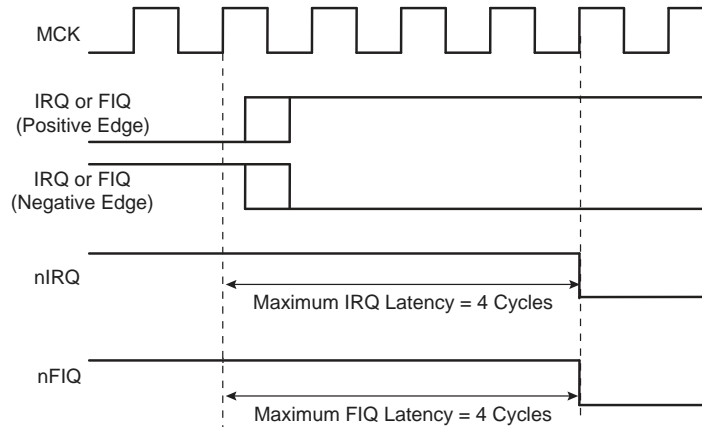 MCK
IRQ or FIQ
(Positive Edge)
IRQ or FIQ
(Negative Edge)
nIRQ
Maximum IRQ Latency = 4 Cycles
nFIQ
Maximum FIQ Latency = 4 Cycles